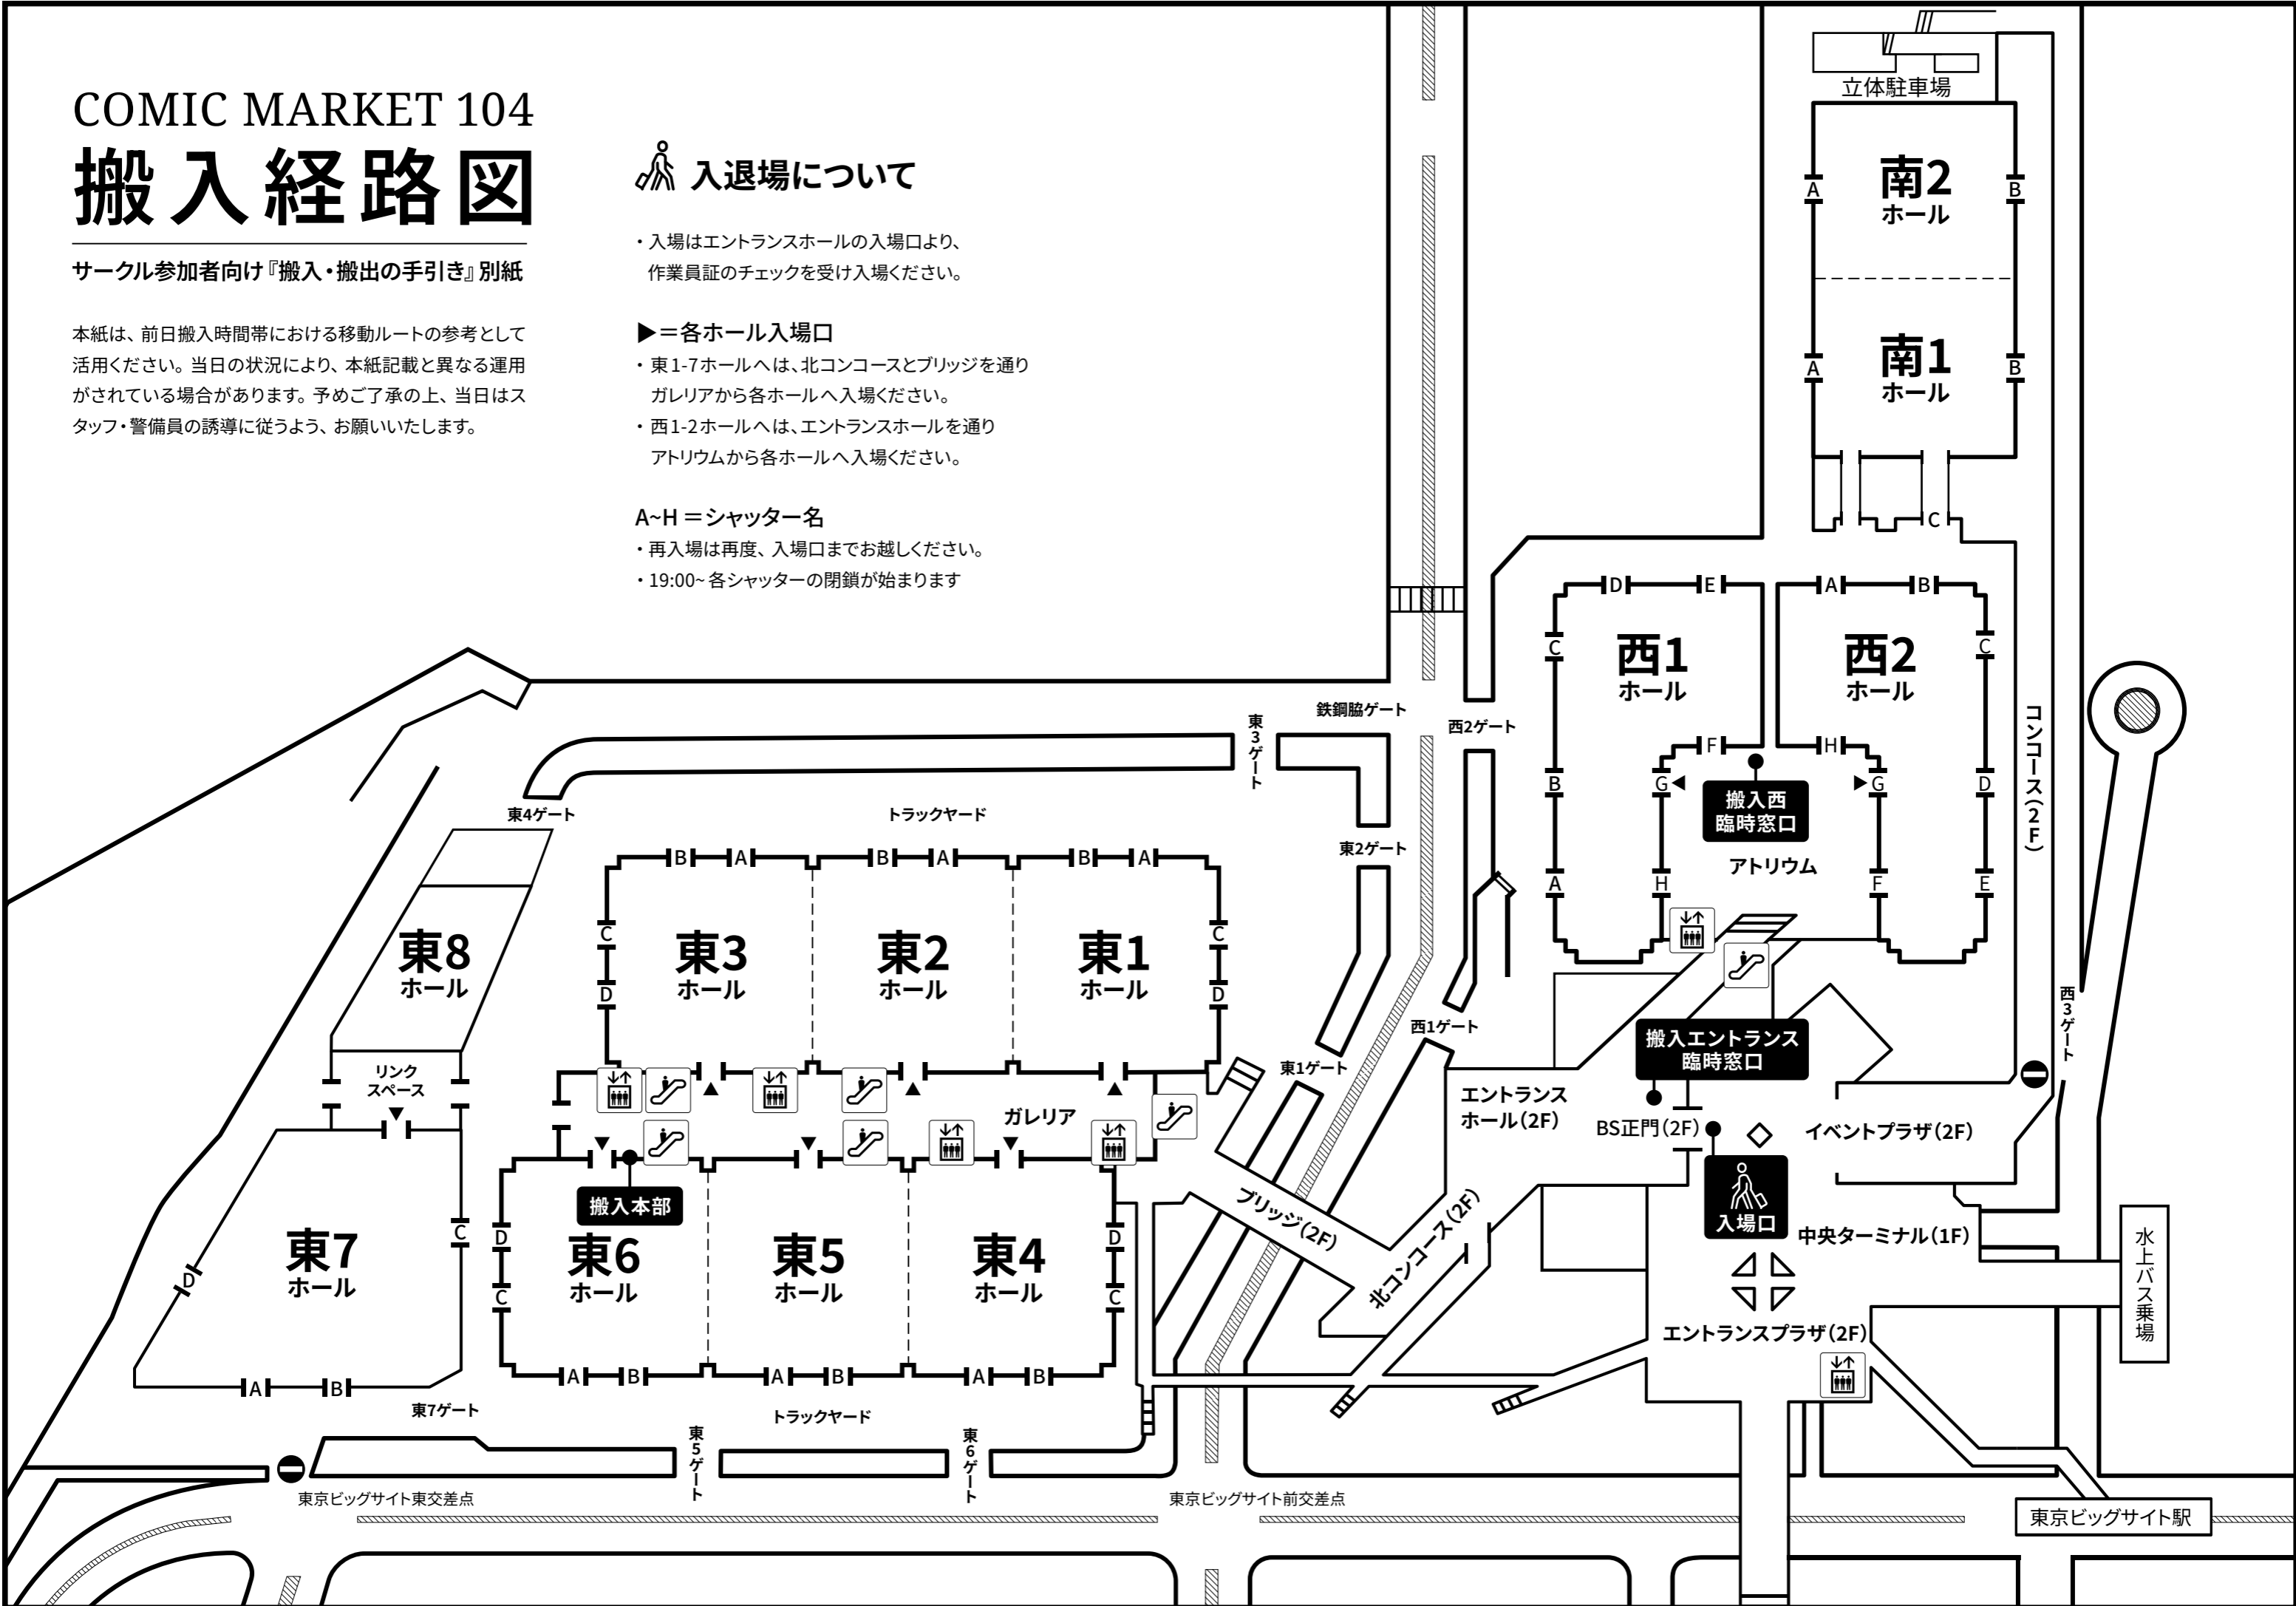 COMIC MARKET 104
搬入経路図
サークル参加者向け『搬入・搬出の手引き』別紙
本紙は、前日搬入時間帯における移動ルートの参考として
活用ください。当日の状況により、本紙記載と異なる運用
がされている場合があります。予めご了承の上、当日はス
タッフ・警備員の誘導に従うよう、お願いいたします。
入退場について
・入場はエントランスホールの入場口より、
作業員証のチェックを受け入場ください。
▶＝各ホール入場口
・東1-7ホールへは、北コンコースとブリッジを通り
ガレリアから各ホールへ入場ください。
・西1-2ホールへは、エントランスホールを通り
アトリウムから各ホールへ入場ください。
A~H ＝シャッター名
・再入場は再度、入場口までお越しください。
・19:00~ 各シャッターの閉鎖が始まります
立体駐車場
南2
ホール
A
B
南1
ホール
A
B
C
D
E
A
B
西1
ホール
C
B
A
F
G
H
西2
ホール
C
D
E
H
G
F
搬入西
臨時窓口
アトリウム
コンコース(2F)
西3ゲート
鉄鋼脇ゲート
西2ゲート
東3ゲート
東4ゲート
トラックヤード
東2ゲート
西1ゲート
東1ゲート
B
A
B
A
B
A
東8
ホール
東3
ホール
東2
ホール
東1
ホール
C
D
C
D
リンク
スペース
ガレリア
搬入本部
東7
ホール
D
C
A
B
東6
ホール
東5
ホール
東4
ホール
D
C
D
C
A
B
A
B
A
B
搬入エントランス
臨時窓口
エントランス
ホール(2F)
BS正門(2F)
イベントプラザ(2F)
入場口
中央ターミナル(1F)
ブリッジ(2F)
北コンコース(2F)
エントランスプラザ(2F)
水上バス乗場
東7ゲート
トラックヤード
東5ゲート
東6ゲート
東京ビッグサイト東交差点
東京ビッグサイト前交差点
東京ビッグサイト駅